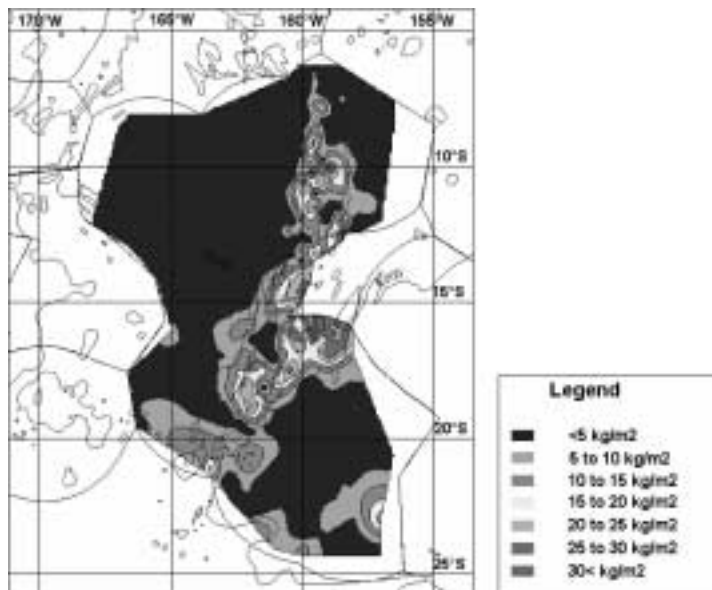 170°W 165°W 160°W 155°W
10°S
15°S
20°S
25°S
Legend
<5 kg/m2
5 to 10 kg/m2
10 to 15 kg/m2
15 to 20 kg/m2
20 to 25 kg/m2
25 to 30 kg/m2
30< kg/m2